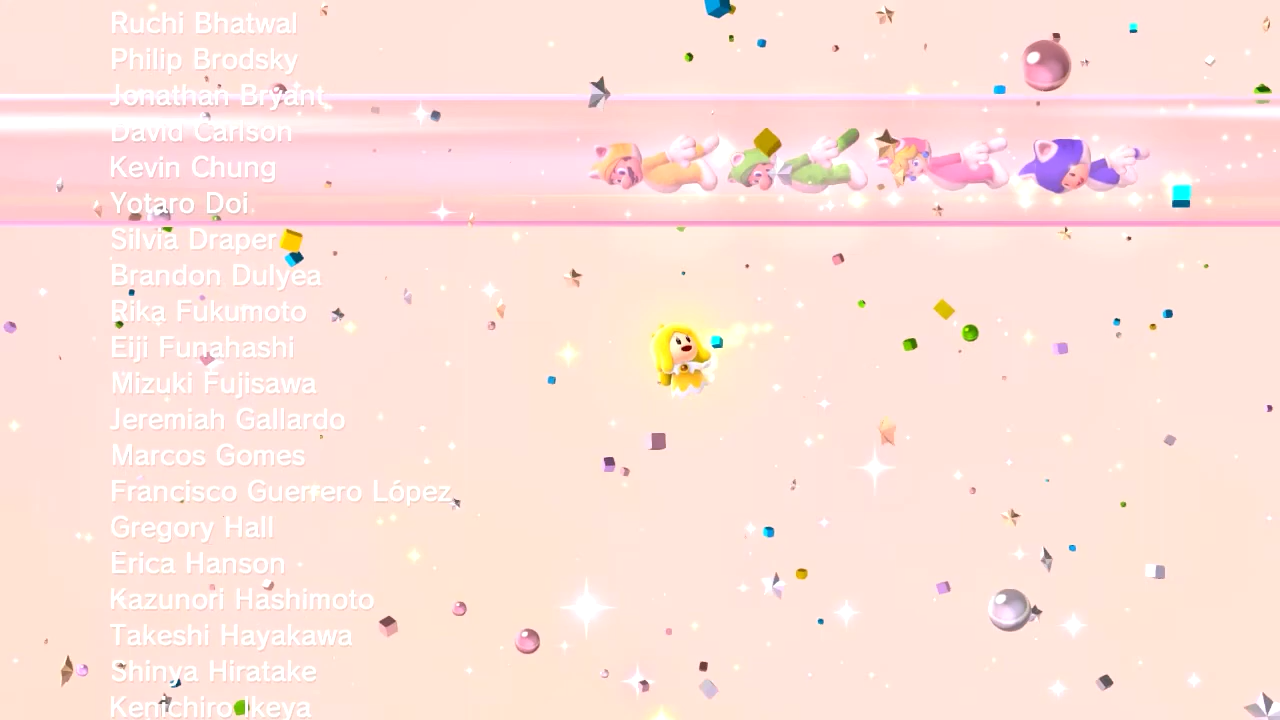 Ruchi Bhatwal
Philip Brodsky
Jonathan Bryant
David Carlson
Kevin Chung
Yotaro Doi
Silvia Draper
Brandon Dulyea
Rika Fukumoto
Eiji Funahashi
Mizuki Fujisawa
Jeremiah Gallardo
Marcos Gomes
Francisco Guerrero López
Gregory Hall
Erica Hanson
Kazunori Hashimoto
Takeshi Hayakawa
Shinya Hiratake
Kenichiro Ikeya